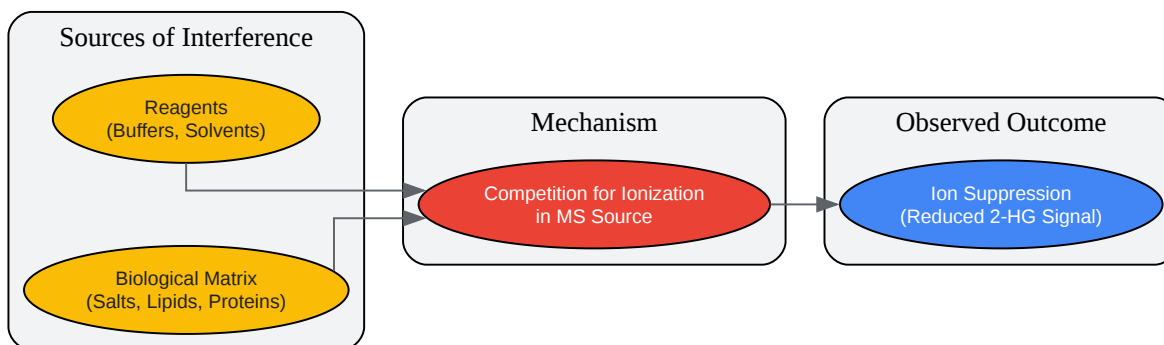 Sources of Interference
Reagents
(Buffers, Solvents)
Biological Matrix
(Salts, Lipids, Proteins)
Mechanism
Competition for Ionization
in MS Source
Observed Outcome
Ion Suppression
(Reduced 2-HG Signal)